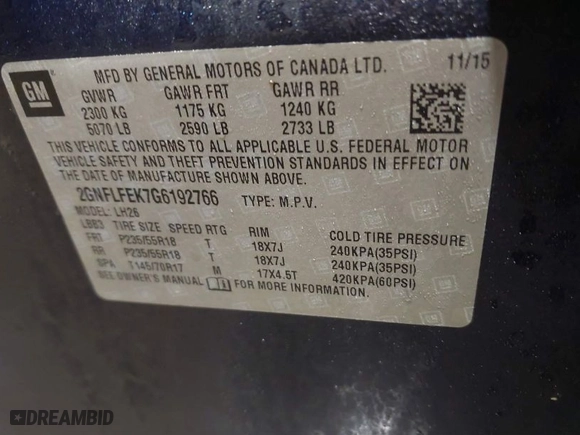 GM
MFD BY GENERAL MOTORS OF CANADA LTD. 11/15
GVWR GAWR FRT GAWR RR
2300 KG 1175 KG 1240 KG
5070 LB 2590 LB 2733 LB
THIS VEHICLE CONFORMS TO ALL APPLICABLE U.S. FEDERAL MOTOR
VEHICLE SAFETY AND THEFT PREVENTION STANDARDS IN EFFECT ON
THE DATE OF MANUFACTURE SHOWN ABOVE.
2GNFLFEK7G6192766 TYPE: M.P.V.
MODEL: LH26
LBB3 TIRE SIZE SPEED RTG RIM COLD TIRE PRESSURE
FRT P235/55R18 T 18X7J 240KPA(35PSI)
RR P235/55R18 T 18X7J 240KPA(35PSI)
SPA T145/70R17 M 17X4.5T 420KPA(60PSI)
SEE OWNER'S MANUAL FOR MORE INFORMATION.
DREAMBID